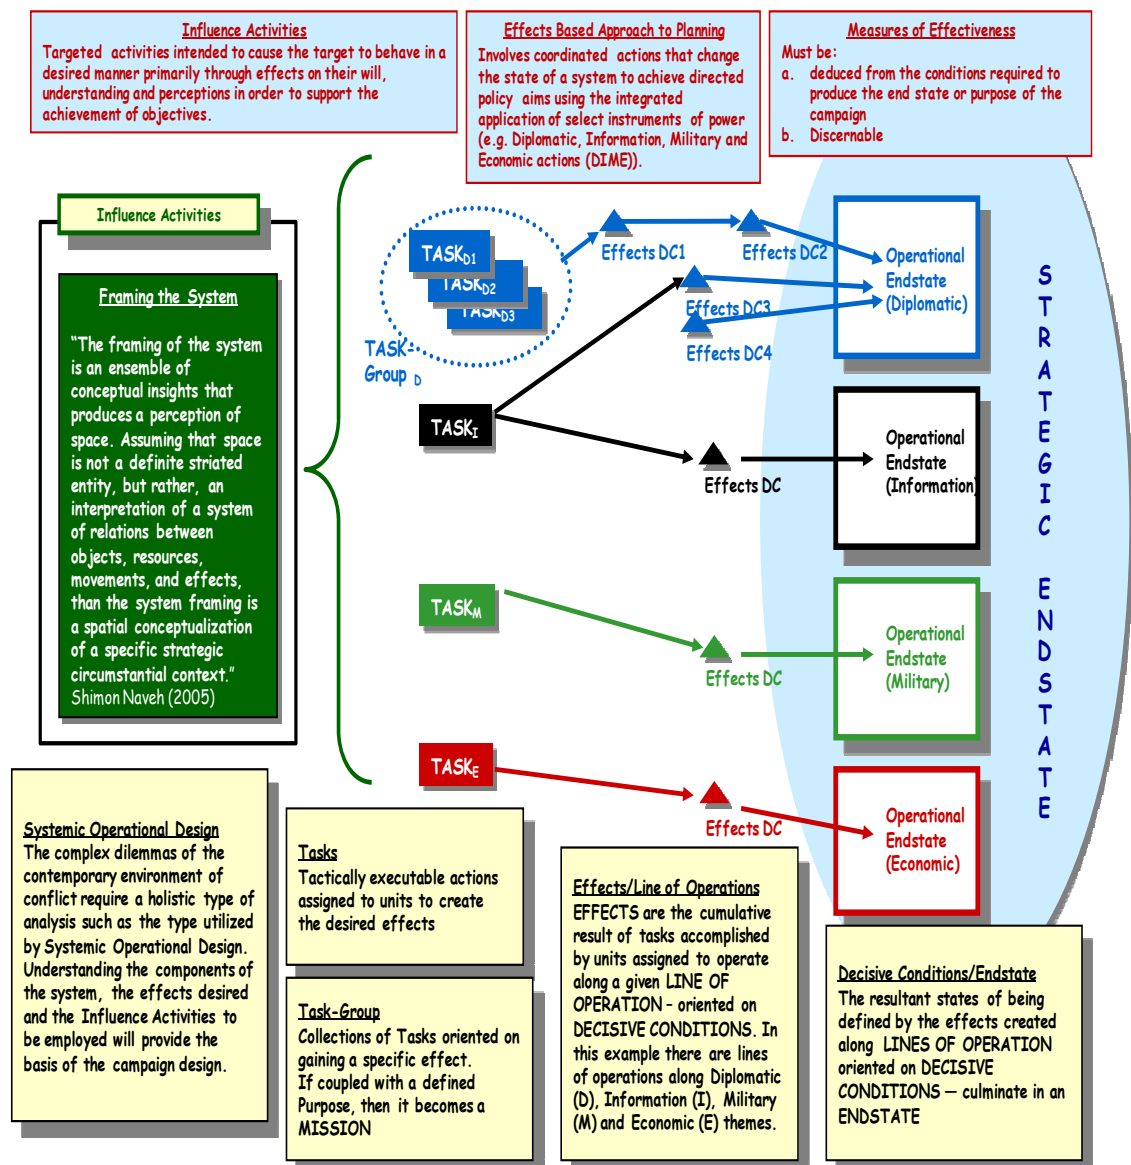 Influence Activities
Targeted activities intended to cause the target to behave in a
desired manner primarily through effects on their will,
understanding and perceptions in order to support the
achievement of objectives.
Effects Based Approach to Planning
Involves coordinated actions that change
the state of a system to achieve directed
policy aims using the integrated
application of select instruments of power
(e.g. Diplomatic, Information, Military and
Economic actions (DIME)).
Measures of Effectiveness
Must be:
a. deduced from the conditions required to
produce the end state or purpose of the
campaign
b. Discernable
Influence Activities
Framing the System
"The framing of the system
is an ensemble of
conceptual insights that
produces a perception of
space. Assuming that space
is not a definite striated
entity, but rather, an
interpretation of a system
of relations between
objects, resources,
movements, and effects,
than the system framing is
a spatial conceptualization
of a specific strategic
circumstantial context."
Shimon Naveh (2005)
TASKD1
TASKD2
TASKD3
TASK-
Group D
Effects DC1
Effects DC2
Effects DC3
Effects DC4
Operational
Endstate
(Diplomatic)
TASKI
Effects DC
Operational
Endstate
(Information)
TASKM
Effects DC
Operational
Endstate
(Military)
TASKE
Effects DC
Operational
Endstate
(Economic)
STRATEGIC ENDSTATE
Systemic Operational Design
The complex dilemmas of the
contemporary environment of
conflict require a holistic type of
analysis such as the type utilized
by Systemic Operational Design.
Understanding the components of
the system, the effects desired
and the Influence Activities to
be employed will provide the
basis of the campaign design.
Tasks
Tactically executable actions
assigned to units to create
the desired effects
Task-Group
Collections of Tasks oriented on
gaining a specific effect.
If coupled with a defined
Purpose, then it becomes a
MISSION
Effects/Line of Operations
EFFECTS are the cumulative
result of tasks accomplished
by units assigned to operate
along a given LINE OF
OPERATION - oriented on
DECISIVE CONDITIONS. In
this example there are lines
of operations along Diplomatic
(D), Information (I), Military
(M) and Economic (E) themes.
Decisive Conditions/Endstate
The resultant states of being
defined by the effects created
along LINES OF OPERATION
oriented on DECISIVE
CONDITIONS — culminate in an
ENDSTATE